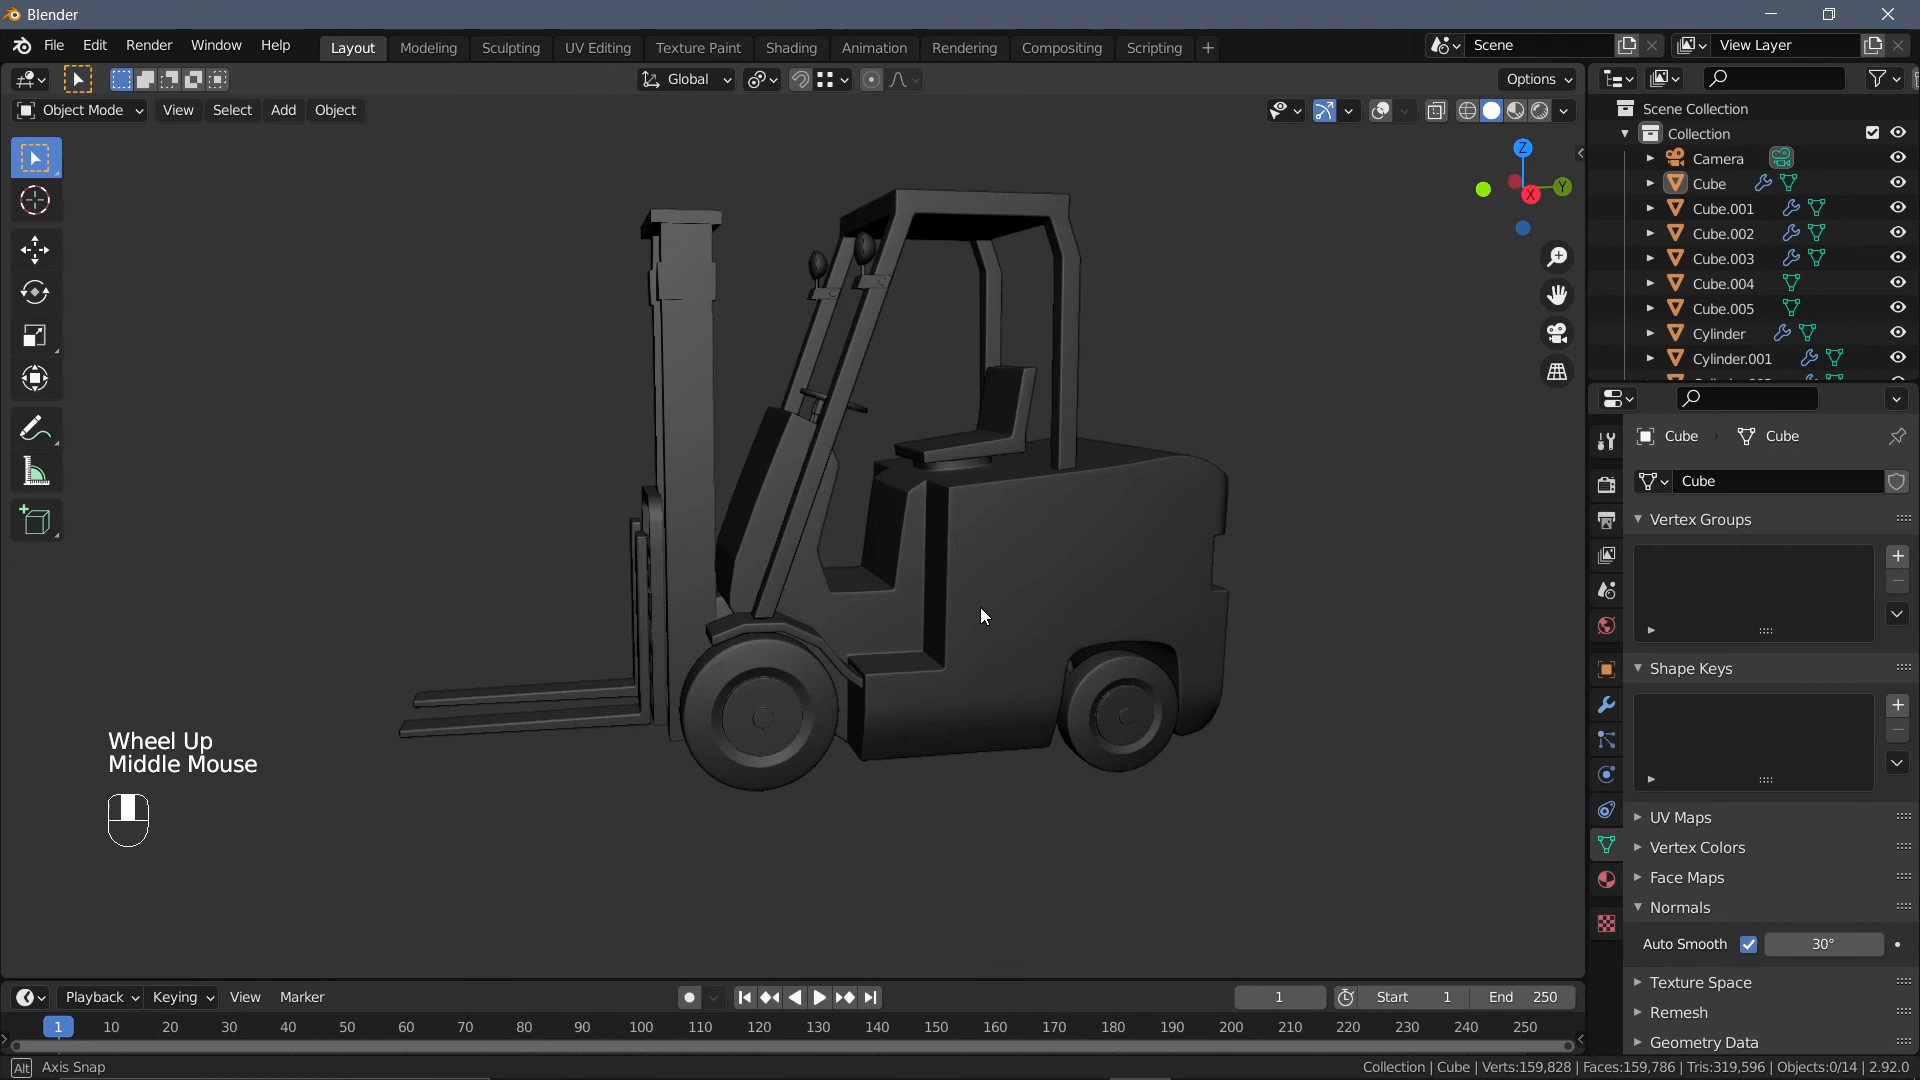 Blender
File Edit Render Window Help Layout Modeling Sculpting UV Editing Texture Paint Shading Animation Rendering Compositing Scripting + Scene View Layer
Global Options
Object Mode View Select Add Object
Scene Collection
Collection
Camera
Cube
Cube.001
Cube.002
Cube.003
Cube.004
Cube.005
Cylinder
Cylinder.001
Z
Y
X
Cube Cube
Cube
Vertex Groups
Shape Keys
UV Maps
Vertex Colors
Face Maps
Normals
Auto Smooth 30°
Texture Space
Remesh
Geometry Data
Wheel Up
Middle Mouse
Playback Keying View Marker 1 Start 1 End 250
1 10 20 30 40 50 60 70 80 90 100 110 120 130 140 150 160 170 180 190 200 210 220 230 240 250
Alt Axis Snap
Collection | Cube | Verts:159,828 | Faces:159,786 | Tris:319,596 | Objects:0/14 | 2.92.0